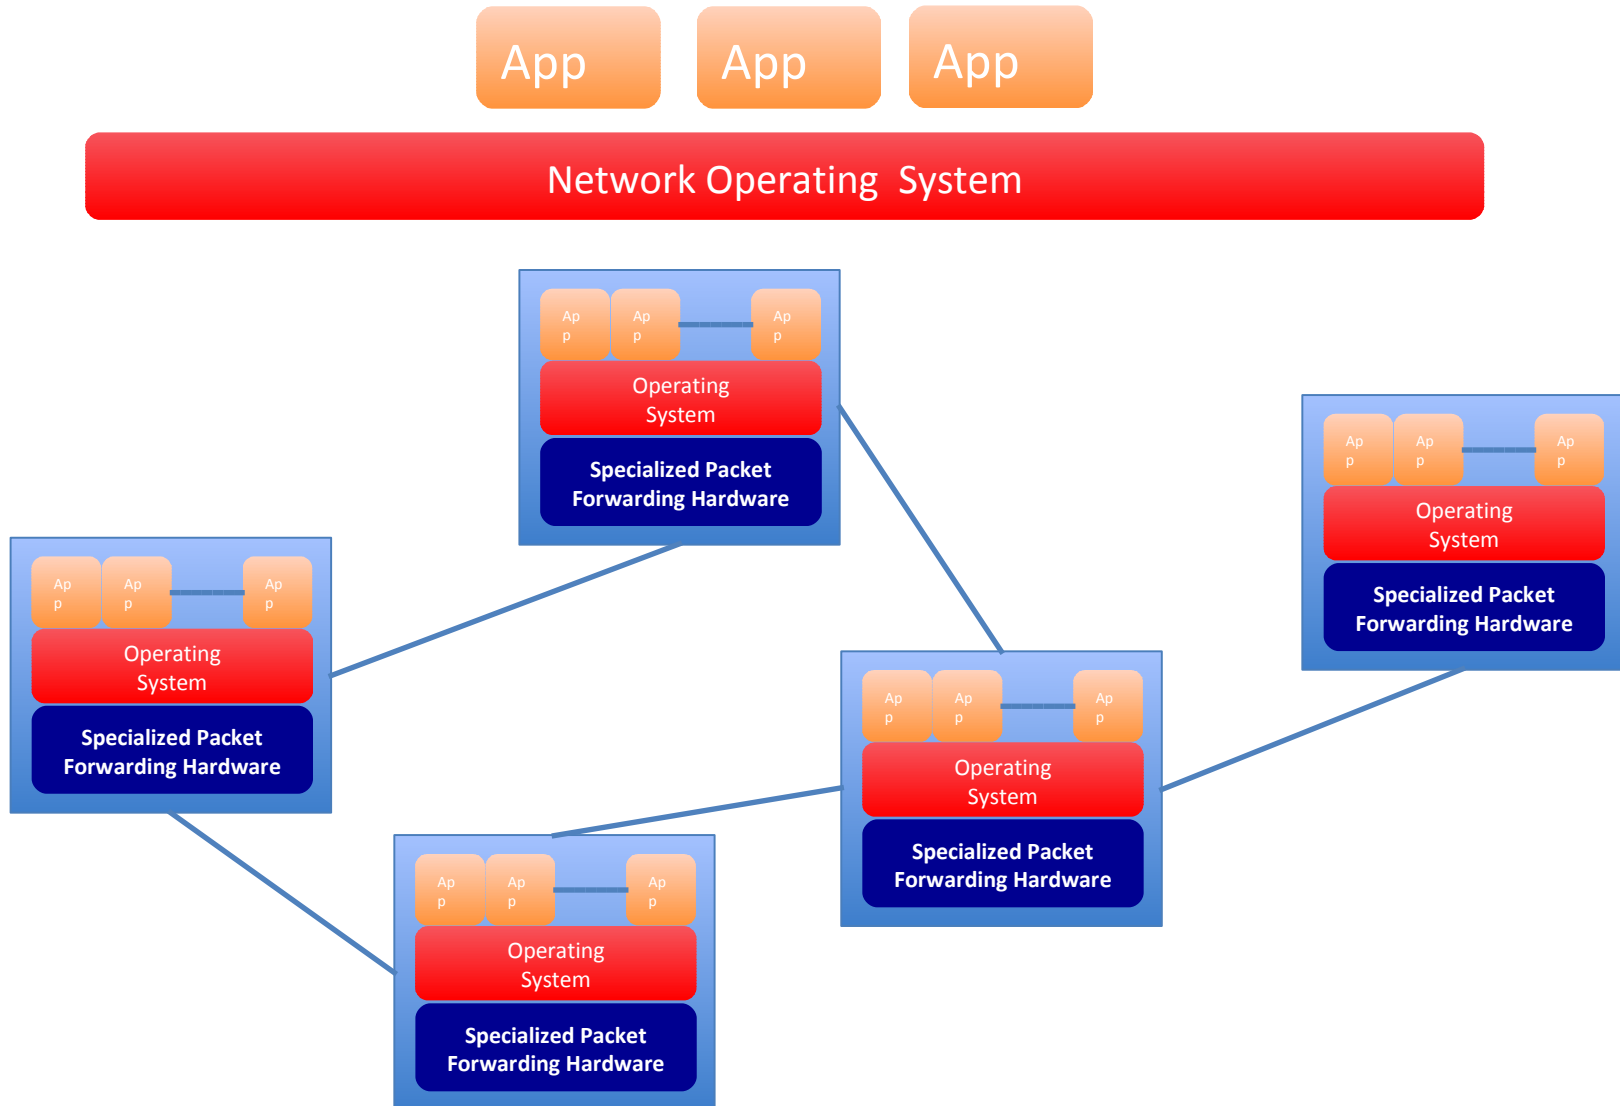 App App App
Network Operating System
Ap Ap Ap
p p p
Operating
System
Specialized Packet
Forwarding Hardware
Ap Ap Ap
p p p
Operating
System
Specialized Packet
Forwarding Hardware
Ap Ap Ap
p p p
Operating
System
Specialized Packet
Forwarding Hardware
Ap Ap Ap
p p p
Operating
System
Specialized Packet
Forwarding Hardware
Ap Ap Ap
p p p
Operating
System
Specialized Packet
Forwarding Hardware